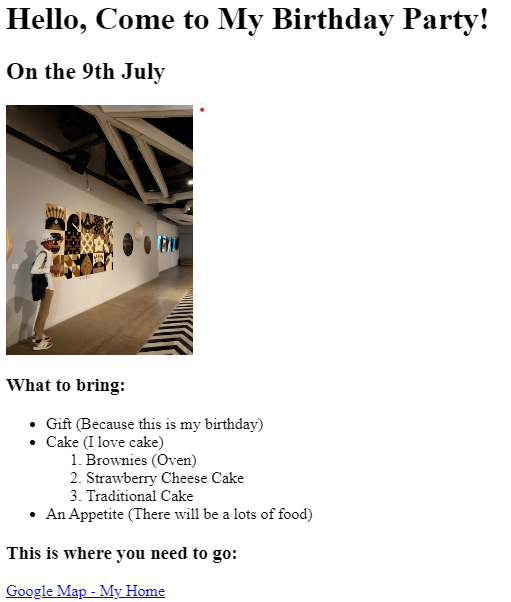 Hello, Come to My Birthday Party!
On the 9th July
What to bring:
Gift (Because this is my birthday)
Cake (I love cake)
1. Brownies (Oven)
2. Strawberry Cheese Cake
3. Traditional Cake
An Appetite (There will be a lots of food)
This is where you need to go:
Google Map - My Home